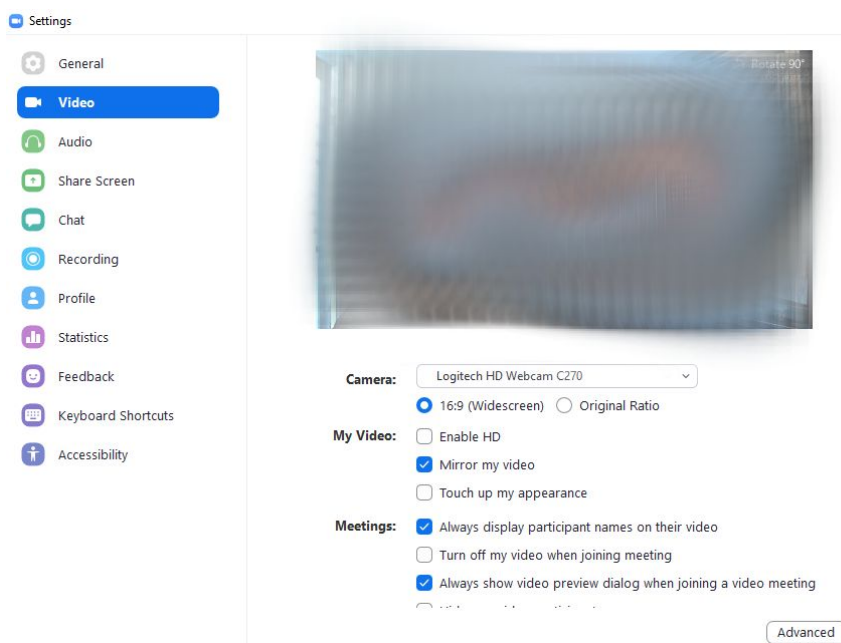 Settings
General
Video
Audio
Share Screen
Chat
Recording
Profile
Statistics
Feedback
Keyboard Shortcuts
Accessibility
Rotate 90°
Camera: Logitech HD Webcam C270
16:9 (Widescreen) Original Ratio
My Video: Enable HD
Mirror my video
Touch up my appearance
Meetings: Always display participant names on their video
Turn off my video when joining meeting
Always show video preview dialog when joining a video meeting
Advanced